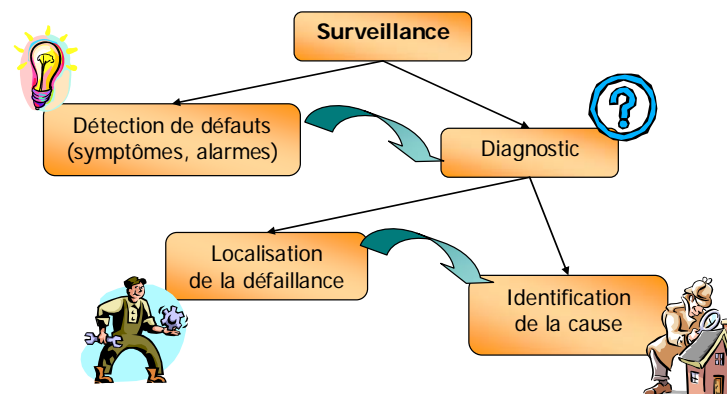 Surveillance
Détection de défauts
(symptômes, alarmes)
?
Diagnostic
Localisation
de la défaillance
Identification
de la cause